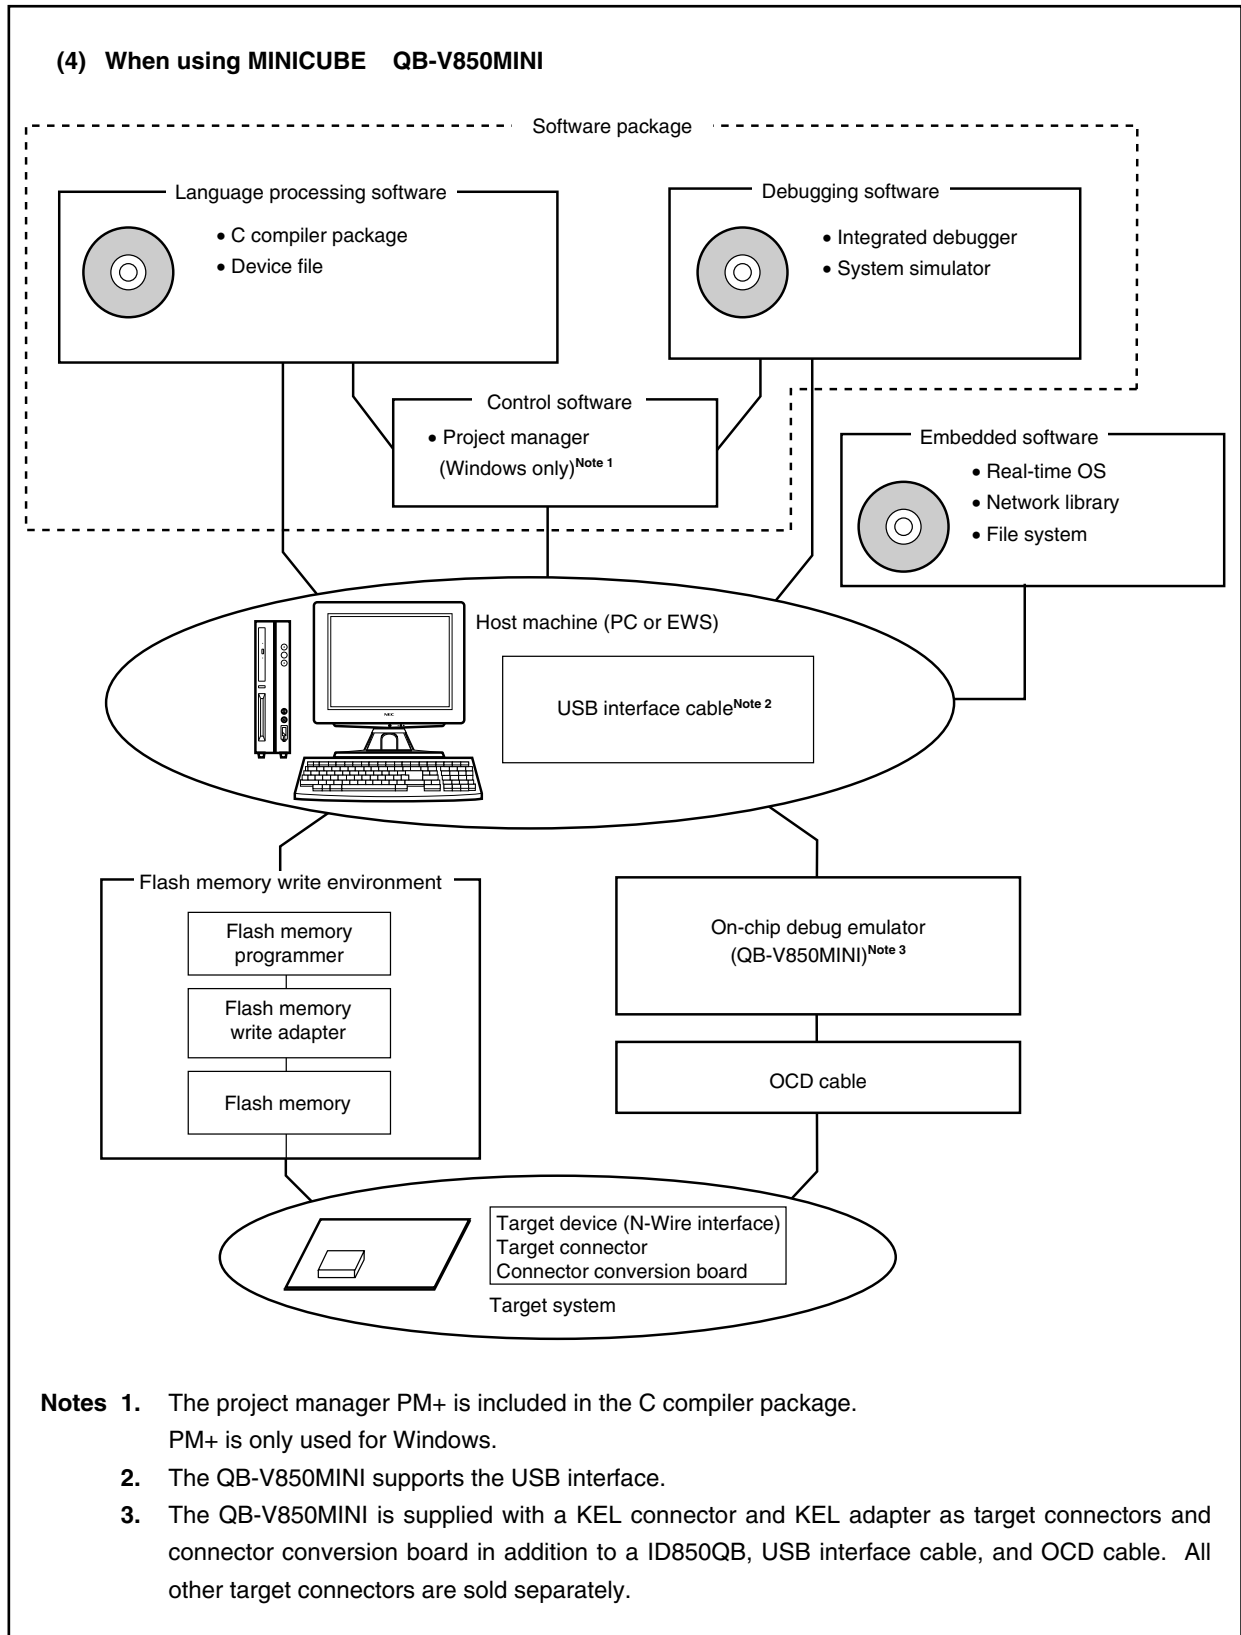 (4) When using MINICUBE QB-V850MINI
Software package
Language processing software
• C compiler package
• Device file
Debugging software
• Integrated debugger
• System simulator
Control software
• Project manager
(Windows only)Note 1
Embedded software
• Real-time OS
• Network library
• File system
Host machine (PC or EWS)
USB interface cableNote 2
NEC
Flash memory write environment
Flash memory
programmer
Flash memory
write adapter
Flash memory
On-chip debug emulator
(QB-V850MINI)Note 3
OCD cable
Target device (N-Wire interface)
Target connector
Connector conversion board
Target system
Notes 1. The project manager PM+ is included in the C compiler package.
PM+ is only used for Windows.
2. The QB-V850MINI supports the USB interface.
3. The QB-V850MINI is supplied with a KEL connector and KEL adapter as target connectors and
connector conversion board in addition to a ID850QB, USB interface cable, and OCD cable. All
other target connectors are sold separately.